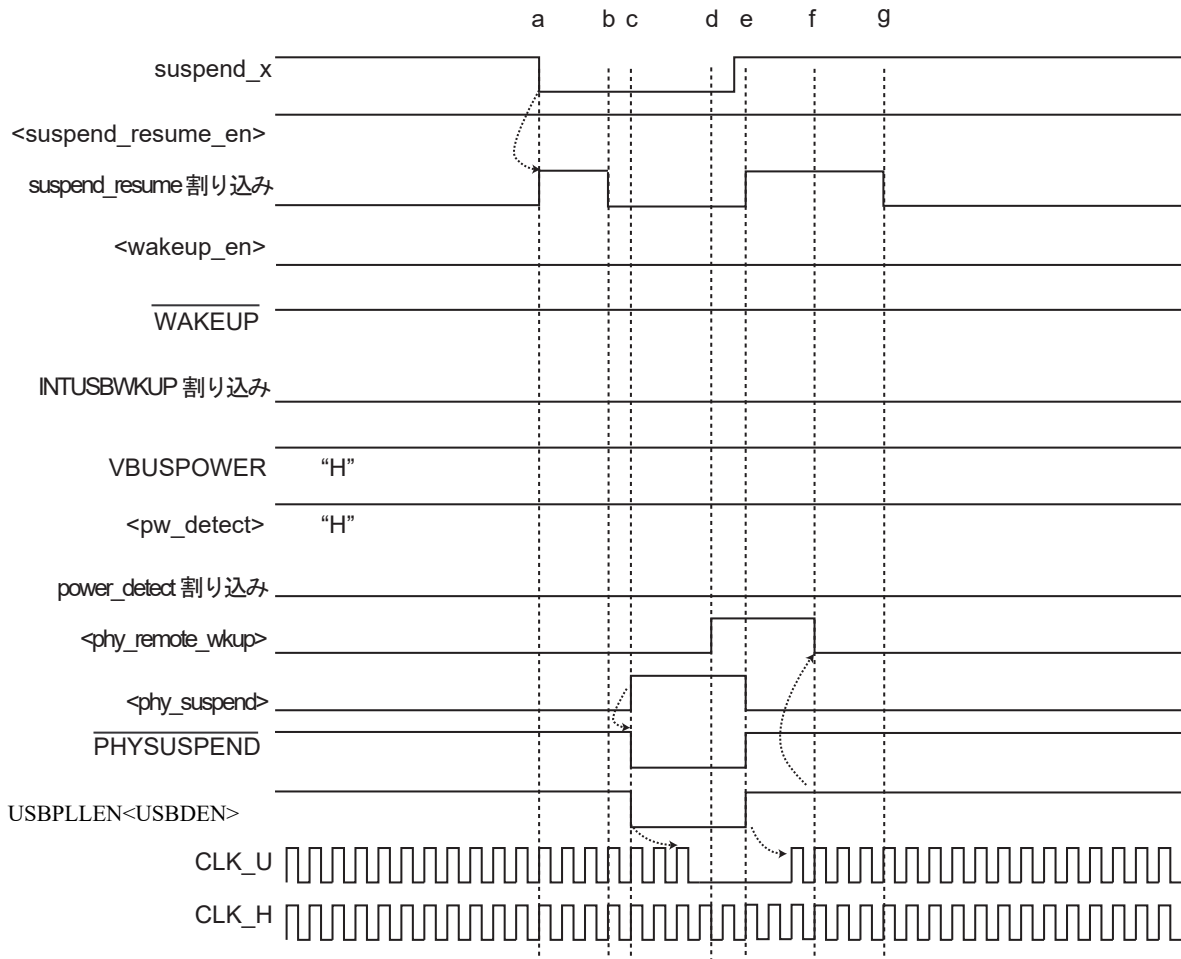 a b c d e f g
suspend_x
<suspend_resume_en>
suspend_resume 割り込み
<wakeup_en>
WAKEUP
INTUSBWKUP 割り込み
VBUSPOWER “H”
<pw_detect> “H”
power_detect 割り込み
<phy_remote_wkup>
<phy_suspend>
PHYSUSPEND
USBPLLEN<USBDEN>
CLK_U
CLK_H